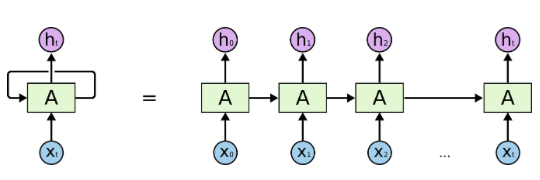 hₜ h₀ h₁ h₂ hₜ
A = A A A A
xₜ x₀ x₁ x₂ ... xₜ